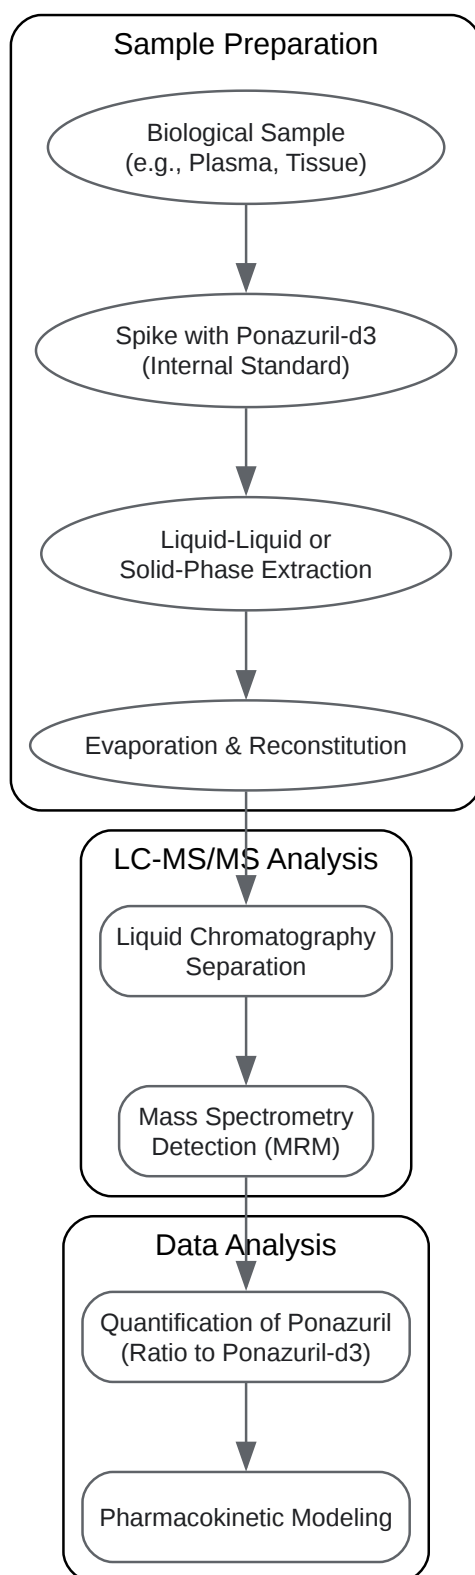 Sample Preparation
Biological Sample
(e.g., Plasma, Tissue)
Spike with Ponazuril-d3
(Internal Standard)
Liquid-Liquid or
Solid-Phase Extraction
Evaporation & Reconstitution
LC-MS/MS Analysis
Liquid Chromatography
Separation
Mass Spectrometry
Detection (MRM)
Data Analysis
Quantification of Ponazuril
(Ratio to Ponazuril-d3)
Pharmacokinetic Modeling